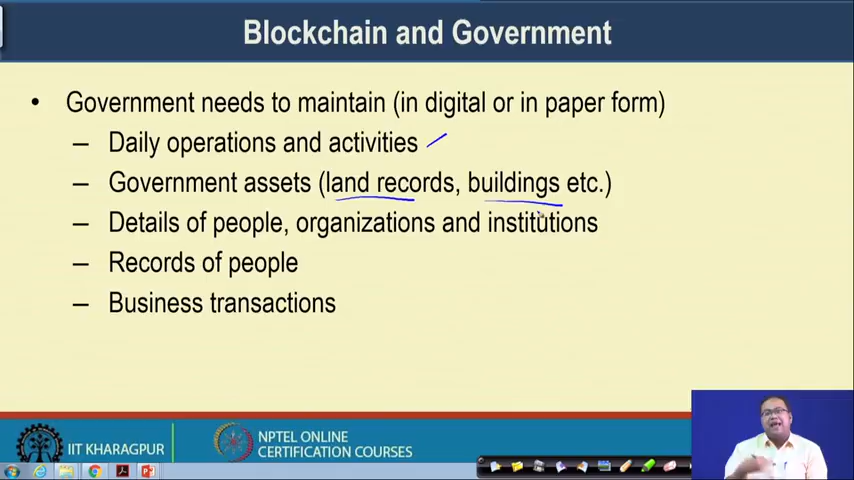 Blockchain and Government
• Government needs to maintain (in digital or in paper form)
– Daily operations and activities
– Government assets (land records, buildings etc.)
– Details of people, organizations and institutions
– Records of people
– Business transactions
IIT KHARAGPUR
NPTEL ONLINE
CERTIFICATION COURSES